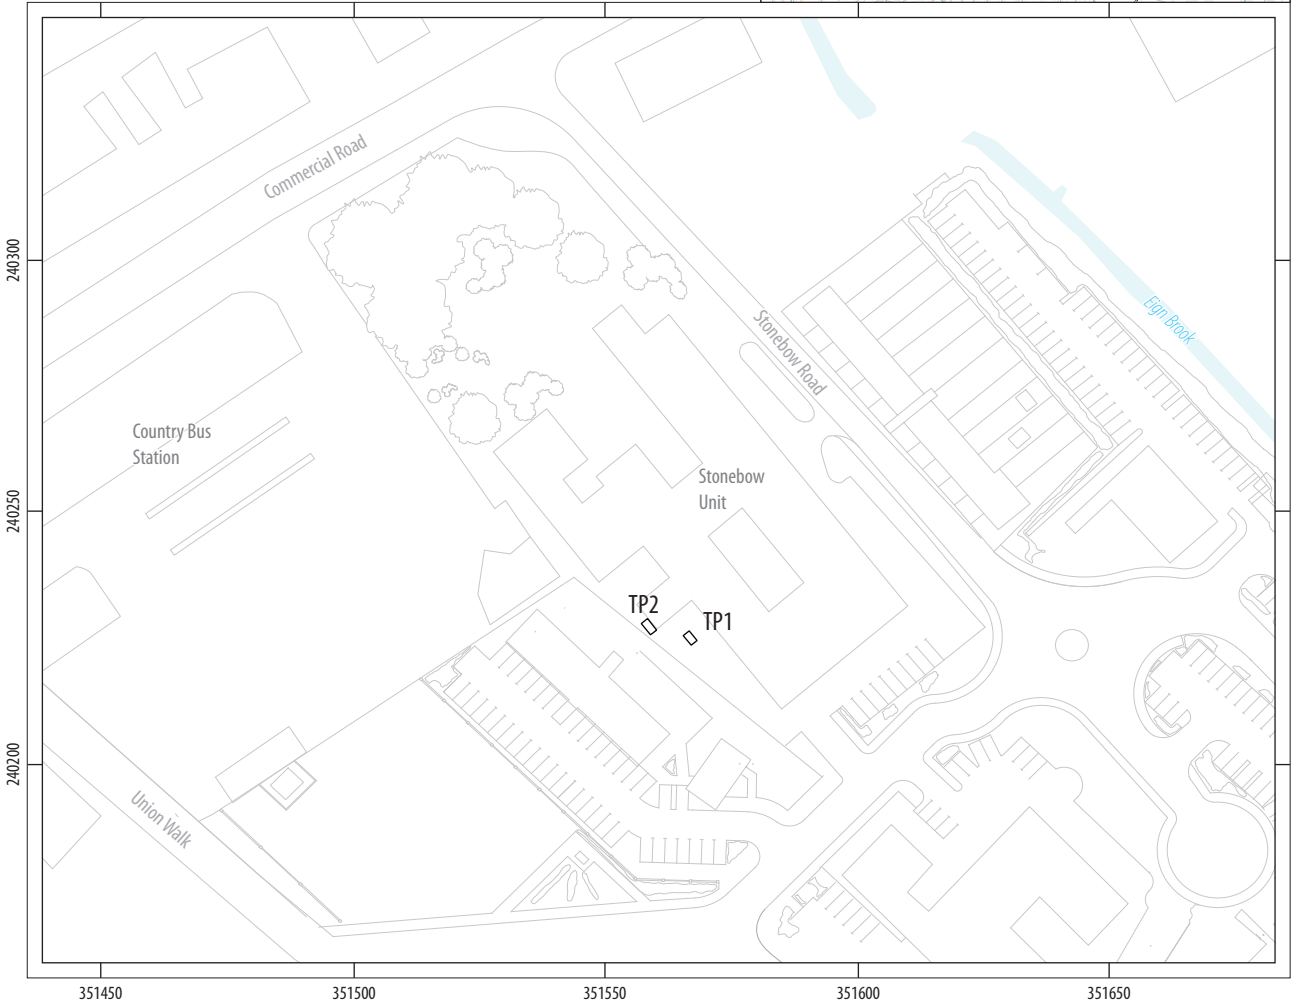 Commercial Road
240300
Eign Brook
Stonebow Road
Country Bus
Station
Stonebow
Unit
240250
TP2
TP1
240200
Union Walk
351450
351500
351550
351600
351650